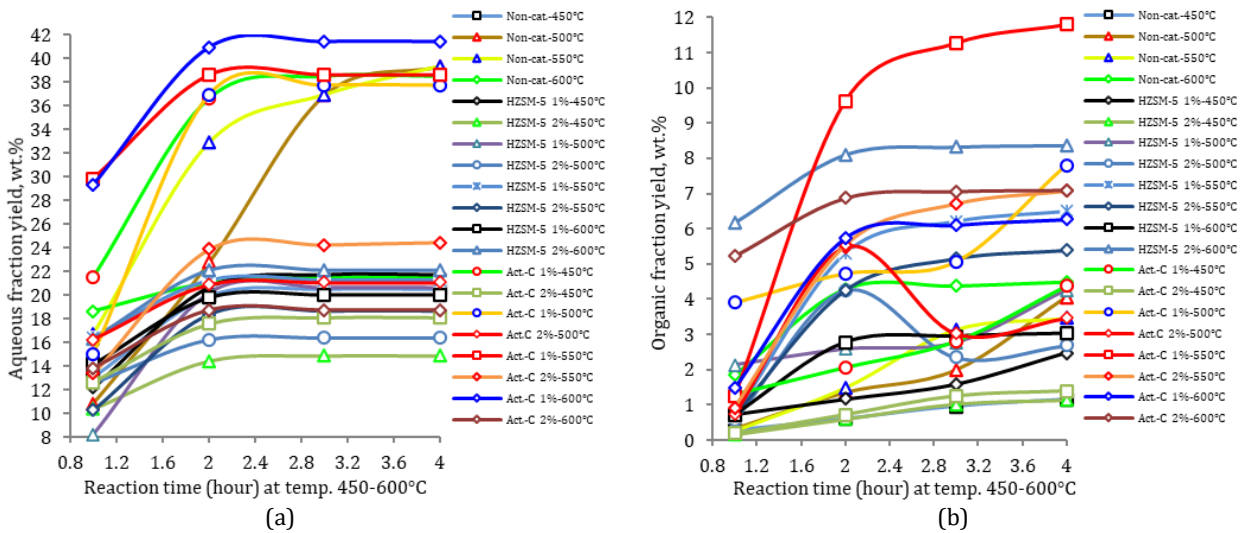 (a)
Aqueous fraction yield, wt.%
42
40
38
36
34
32
30
28
26
24
22
20
18
16
14
12
10
8
0.8 1.2 1.6 2 2.4 2.8 3.2 3.6 4
Reaction time (hour) at temp. 450-600°C
Non-cat-450°C
Non-cat-500°C
Non-cat-550°C
Non-cat-600°C
HZSM-5 1%-450°C
HZSM-5 2%-450°C
HZSM-5 1%-500°C
HZSM-5 2%-500°C
HZSM-5 1%-550°C
HZSM-5 2%-550°C
HZSM-5 1%-600°C
HZSM-5 2%-600°C
Act.-C 1%-450°C
Act.-C 2%-450°C
Act.-C 1%-500°C
Act.C 2%-500°C
Act.-C 1%-550°C
Act.-C 2%-550°C
Act.-C 1%-600°C
Act.-C 2%-600°C
(a)
(b)
Organic fraction yield, wt.%
12
11
10
9
8
7
6
5
4
3
2
1
0
0.8 1.2 1.6 2 2.4 2.8 3.2 3.6 4
Reaction time (hour) at temp. 450-600°C
Non-cat-450°C
Non-cat-500°C
Non-cat-550°C
Non-cat-600°C
HZSM-5 1%-450°C
HZSM-5 2%-450°C
HZSM-5 1%-500°C
HZSM-5 2%-500°C
HZSM-5 1%-550°C
HZSM-5 2%-550°C
HZSM-5 1%-600°C
HZSM-5 2%-600°C
Act.-C 1%-450°C
Act.-C 2%-450°C
Act.-C 1%-500°C
Act.C 2%-500°C
Act.-C 1%-550°C
Act.-C 2%-550°C
Act.-C 1%-600°C
Act.-C 2%-600°C
(b)